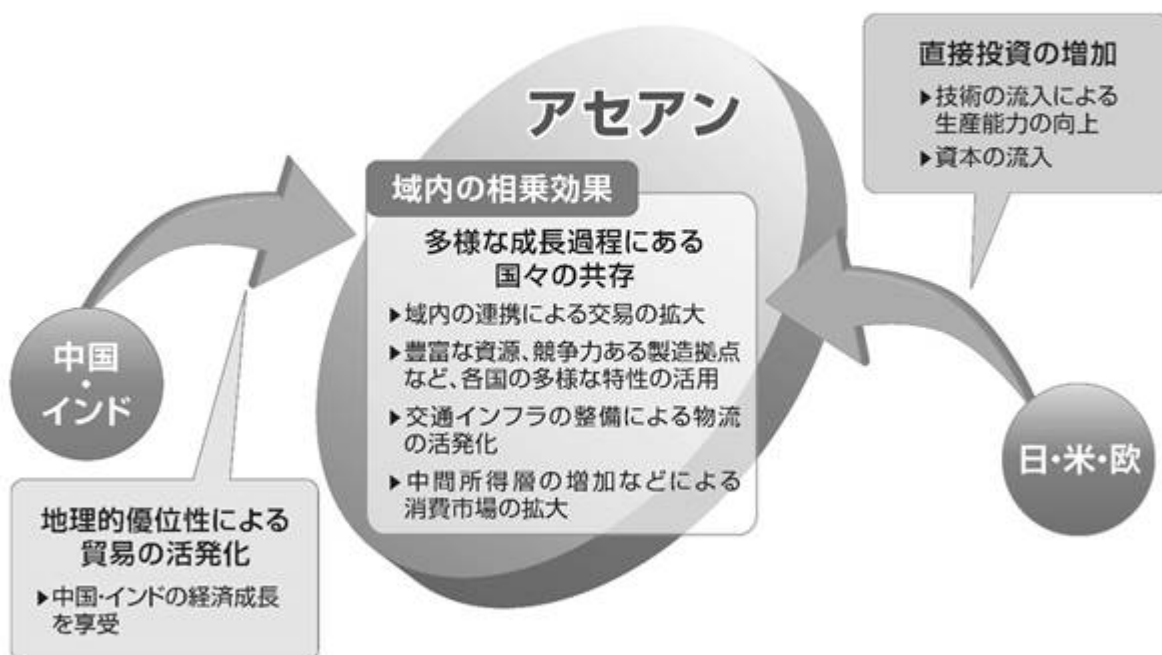 アセアン
域内の相乗効果
多様な成長過程にある
国々の共存
▶域内の連携による交易の拡大
▶豊富な資源、競争力ある製造拠点
など、各国の多様な特性の活用
▶交通インフラの整備による物流
の活発化
▶中間所得層の増加などによる
消費市場の拡大
中国
・
インド
地理的優位性による
貿易の活発化
▶中国・インドの経済成長
を享受
直接投資の増加
▶技術の流入による
生産能力の向上
▶資本の流入
日・米・欧